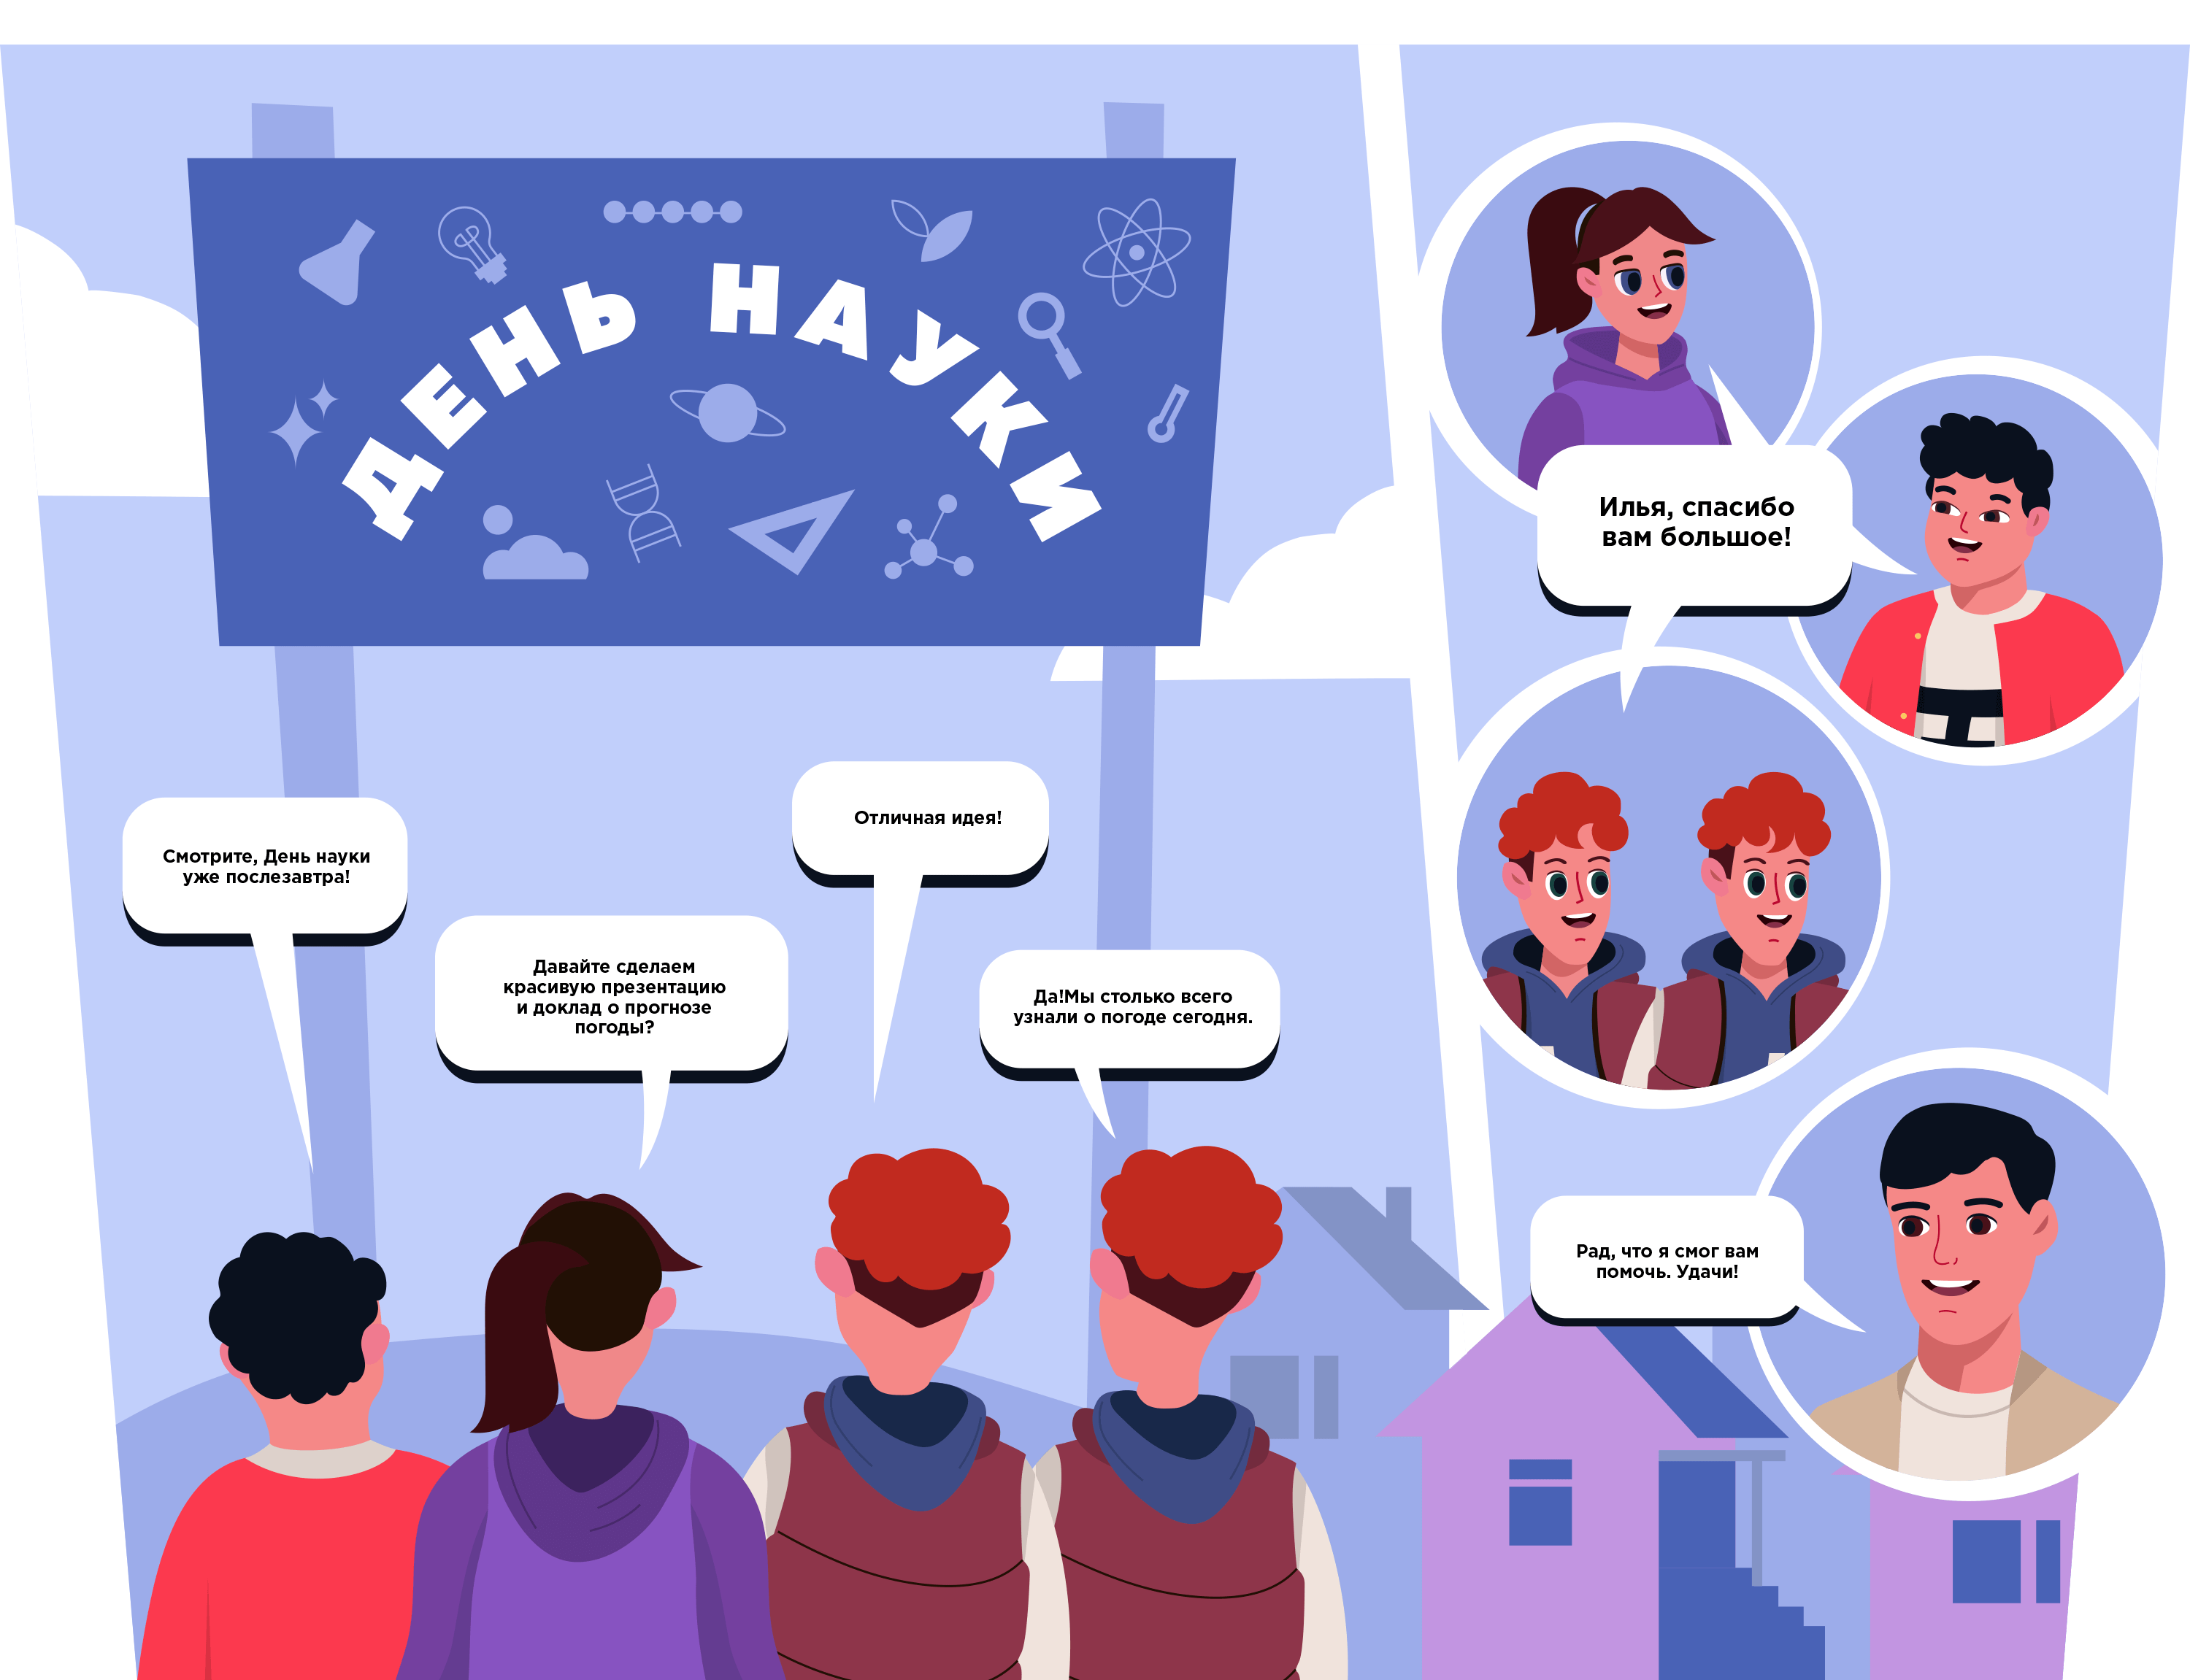 ДЕНЬ НАУКИ
Смотрите, День науки
уже послезавтра!
Давайте сделаем
красивую презентацию
и доклад о прогнозе
погоды?
Отличная идея!
Да!Мы столько всего
узнали о погоде сегодня.
Илья, спасибо
вам большое!
Рад, что я смог вам
помочь. Удачи!